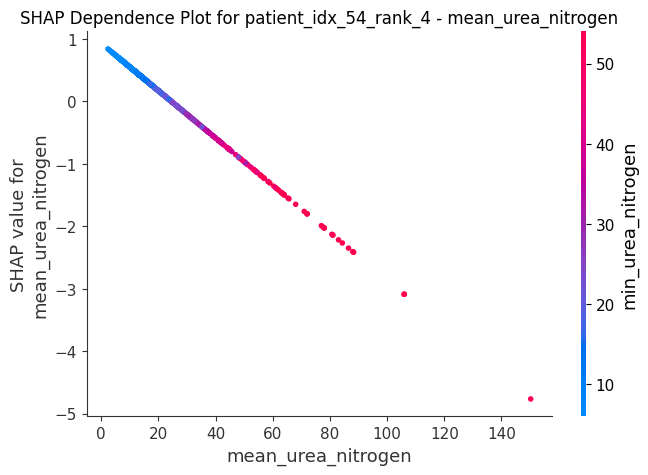 SHAP Dependence Plot for patient_idx_54_rank_4 - mean_urea_nitrogen
1
0
−1
−2
−3
−4
−5
SHAP value for
mean_urea_nitrogen
0 20 40 60 80 100 120 140
mean_urea_nitrogen
50
40
30
20
10
min_urea_nitrogen